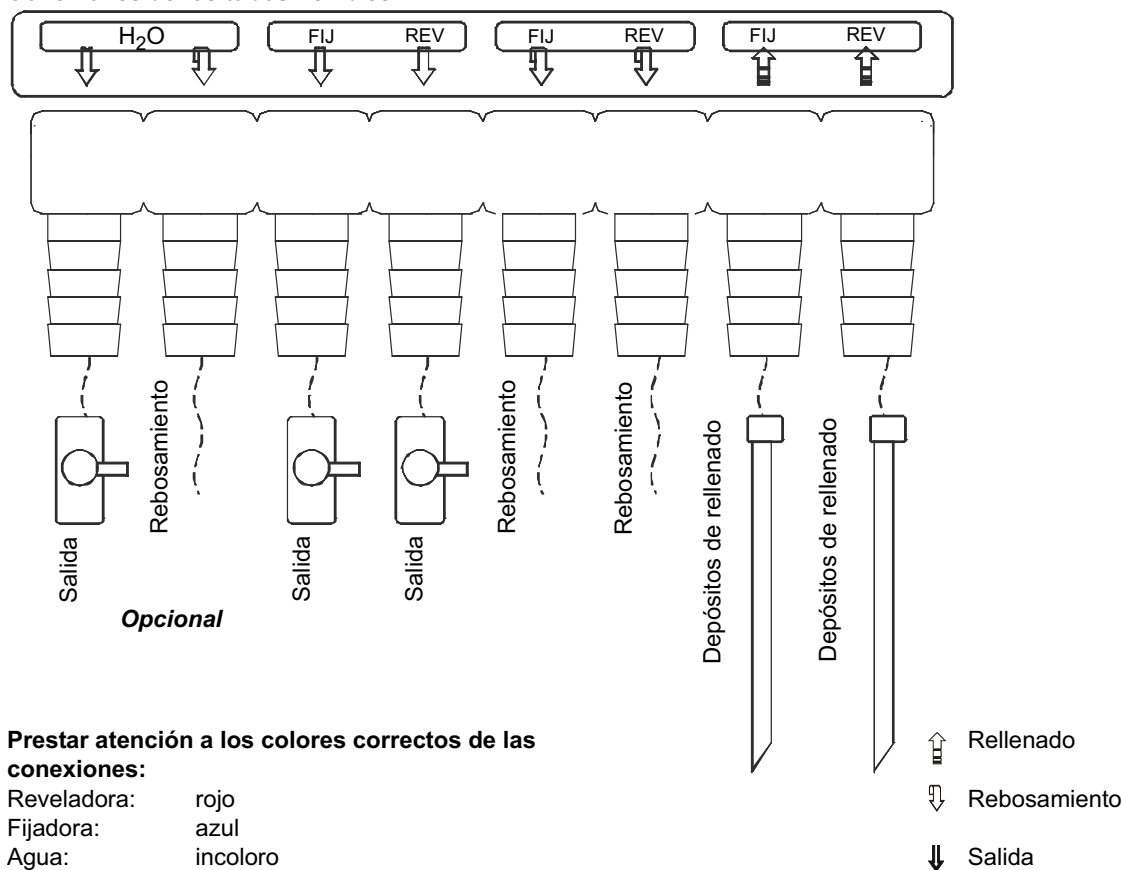 H₂O
FIJ
REV
FIJ
REV
FIJ
REV
Salida
Rebosamiento
Salida
Salida
Rebosamiento
Rebosamiento
Depósitos de rellenado
Depósitos de rellenado
Opcional
Prestar atención a los colores correctos de las
conexiones:
Reveladora: rojo
Fijadora: azul
Agua: incoloro
Rellenado
Rebosamiento
Salida